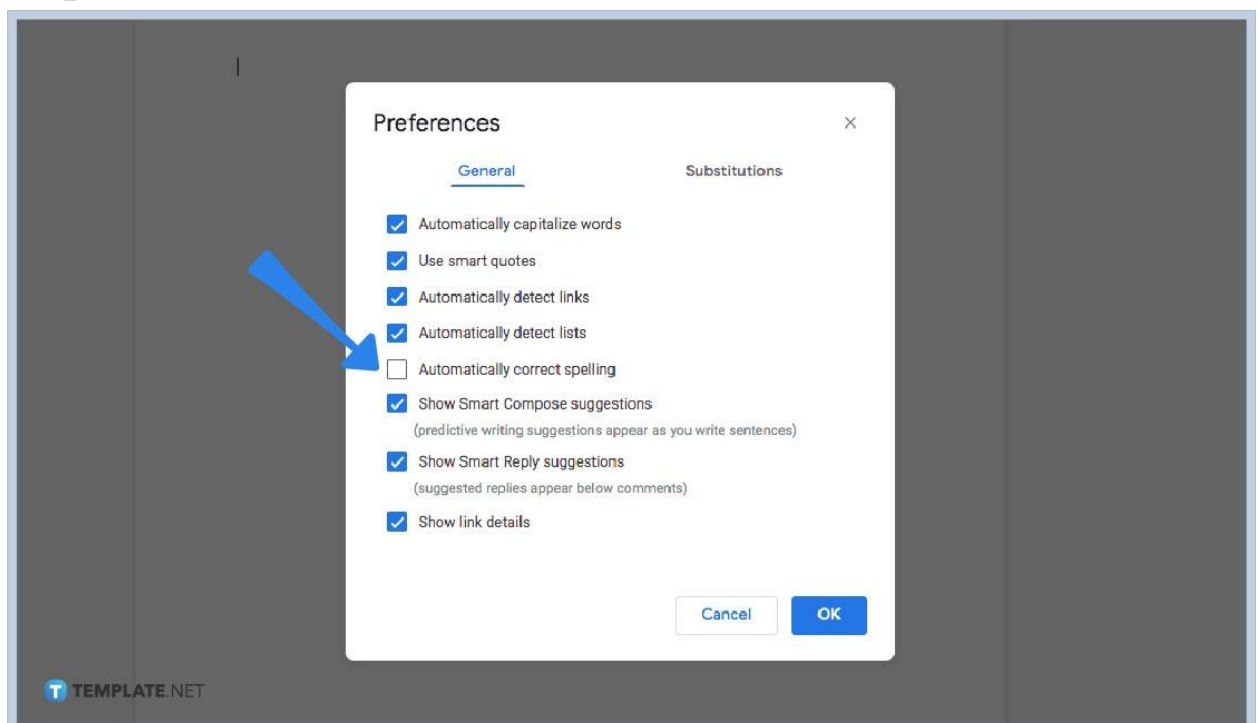 Preferences
General
Substitutions
Automatically capitalize words
Use smart quotes
Automatically detect links
Automatically detect lists
Automatically correct spelling
Show Smart Compose suggestions
(predictive writing suggestions appear as you write sentences)
Show Smart Reply suggestions
(suggested replies appear below comments)
Show link details
Cancel
OK
T TEMPLATE.NET